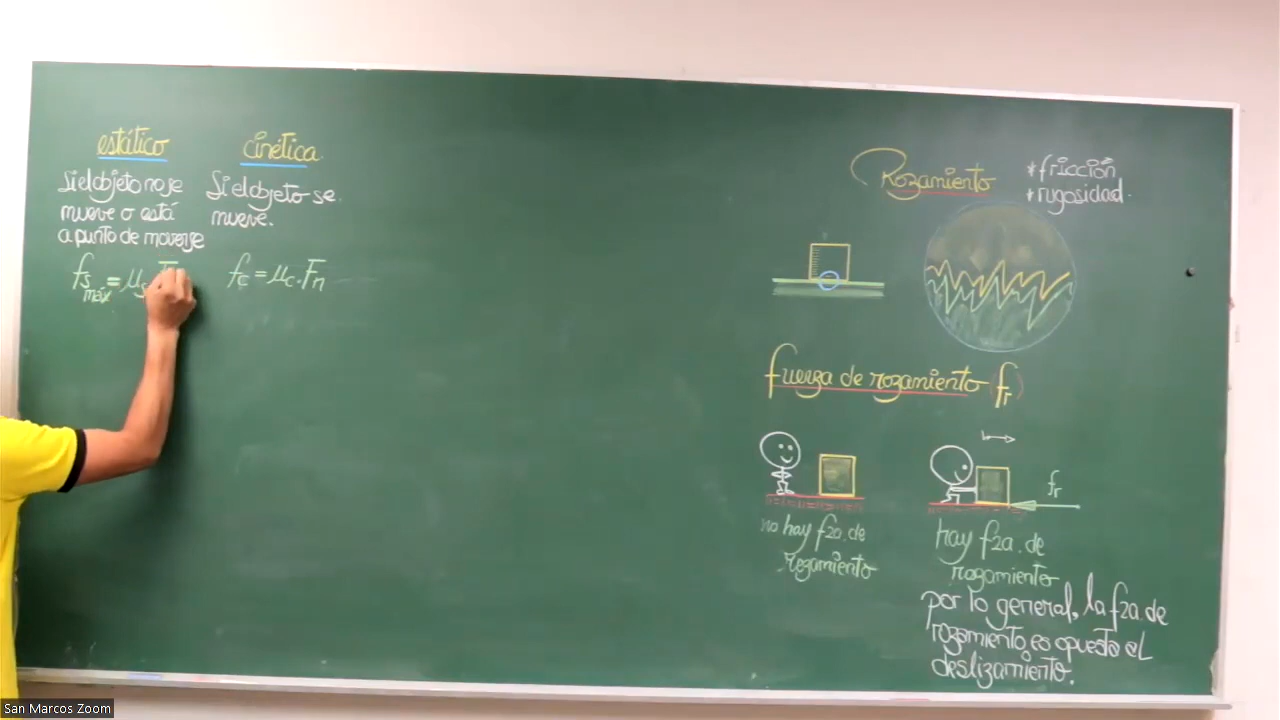 estático
Si el objeto no se
mueve o está
a punto de moverse
fs máx = μs
cinética
Si el objeto se
mueve.
fc = μc . Fn
Rozamiento
* fricción
* rugosidad.
fuerza de rozamiento (fr)
no hay fza. de
rozamiento
fr
hay fza. de
rozamiento
por lo general, la fza. de
rozamiento, es opuesta al
deslizamiento.
San Marcos Zoom